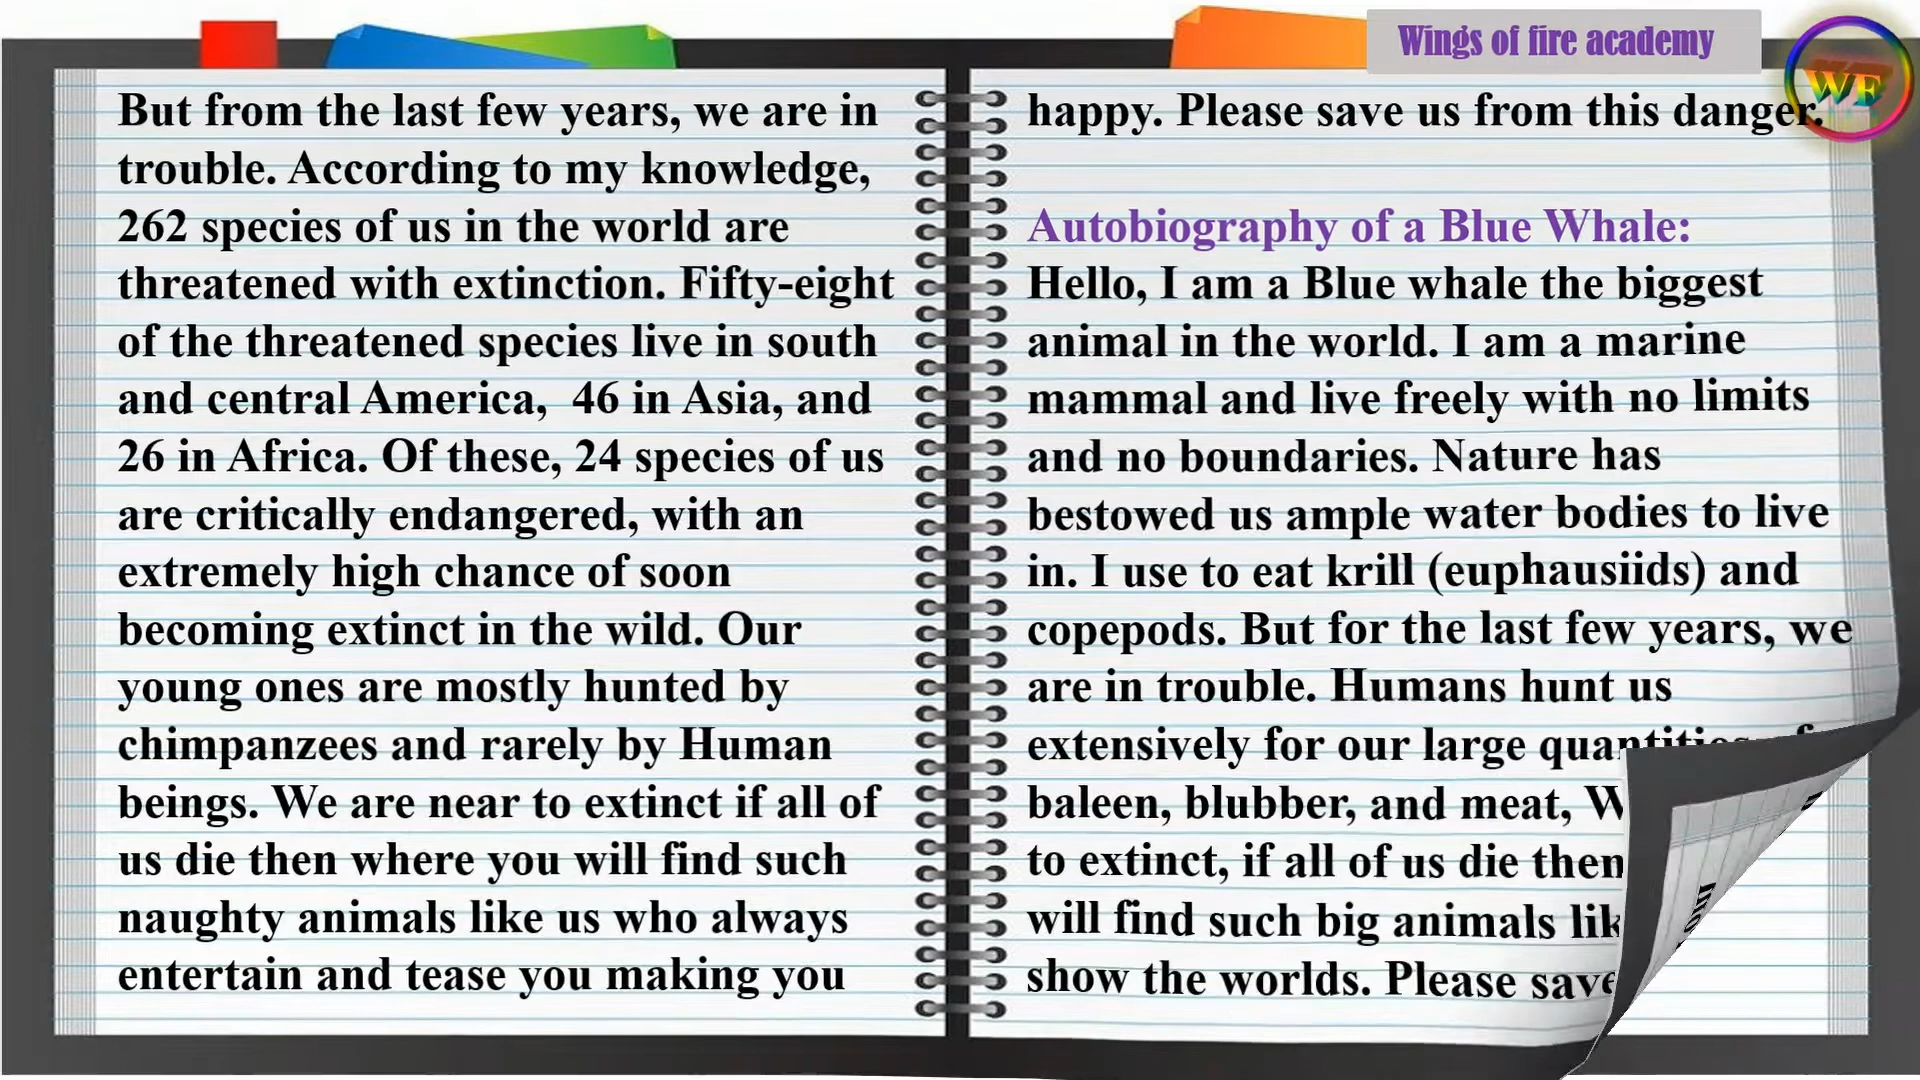 Wings of fire academy
WF
But from the last few years, we are in
trouble. According to my knowledge,
262 species of us in the world are
threatened with extinction. Fifty-eight
of the threatened species live in south
and central America, 46 in Asia, and
26 in Africa. Of these, 24 species of us
are critically endangered, with an
extremely high chance of soon
becoming extinct in the wild. Our
young ones are mostly hunted by
chimpanzees and rarely by Human
beings. We are near to extinct if all of
us die then where you will find such
naughty animals like us who always
entertain and tease you making you
happy. Please save us from this danger.
Autobiography of a Blue Whale:
Hello, I am a Blue whale the biggest
animal in the world. I am a marine
mammal and live freely with no limits
and no boundaries. Nature has
bestowed us ample water bodies to live
in. I use to eat krill (euphausiids) and
copepods. But for the last few years, we
are in trouble. Humans hunt us
extensively for our large quantities of
baleen, blubber, and meat,
to extinct, if all of us die then
will find such big animals
show the worlds. Please save